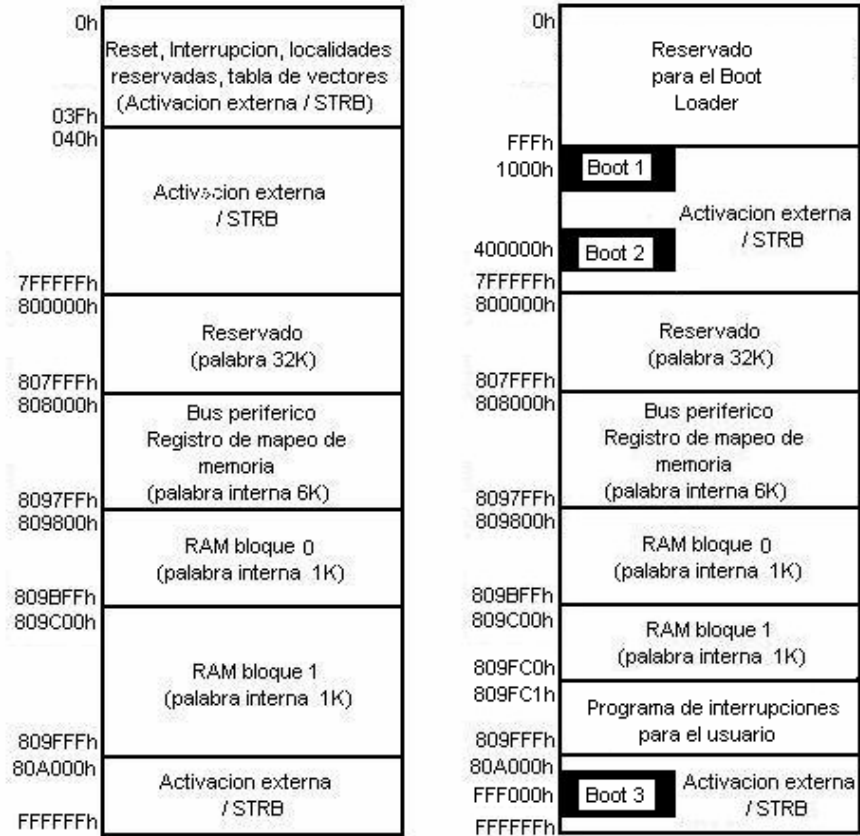 0h
Reset, Interrupcion, localidades
reservadas, tabla de vectores
(Activacion externa / STRB)
03Fh
040h
Activacion externa
/ STRB
7FFFFFh
800000h
Reservado
(palabra 32K)
807FFFh
808000h
Bus periferico
Registro de mapeo de
memoria
(palabra interna 6K)
8097FFh
809800h
RAM bloque 0
(palabra interna 1K)
809BFFh
809C00h
RAM bloque 1
(palabra interna 1K)
809FFFh
80A000h
Activacion externa
/ STRB
FFFFFFh
0h
Reservado
para el Boot
Loader
FFFh
1000h
Boot 1
Activacion externa
/ STRB
400000h
Boot 2
7FFFFFh
800000h
Reservado
(palabra 32K)
807FFFh
808000h
Bus periferico
Registro de mapeo de
memoria
(palabra interna 6K)
8097FFh
809800h
RAM bloque 0
(palabra interna 1K)
809BFFh
809C00h
RAM bloque 1
(palabra interna 1K)
809FC0h
809FC1h
Programa de interrupciones
para el usuario
809FFFh
80A000h
Activacion externa
/ STRB
FFF000h
Boot 3
FFFFFFh